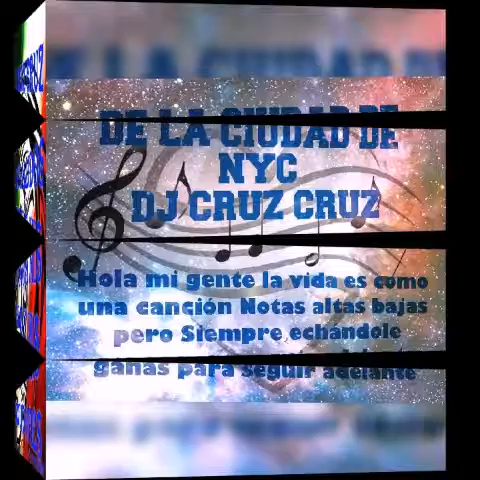 DE LA CIUDAD DE
NYC
DJ CRUZ CRUZ
Hola mi gente la vida es como
una canción Notas altas bajas
pero Siempre echándole
ganas para seguir adelante